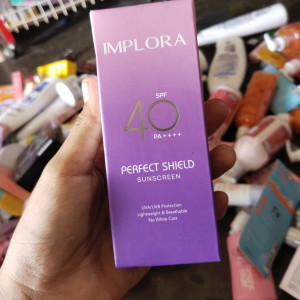 IMPLORA
SPF
40
PA ++++
PERFECT SHIELD
SUNSCREEN
UVA/UVB Protection
Lightweight & Breathable
No White Cast